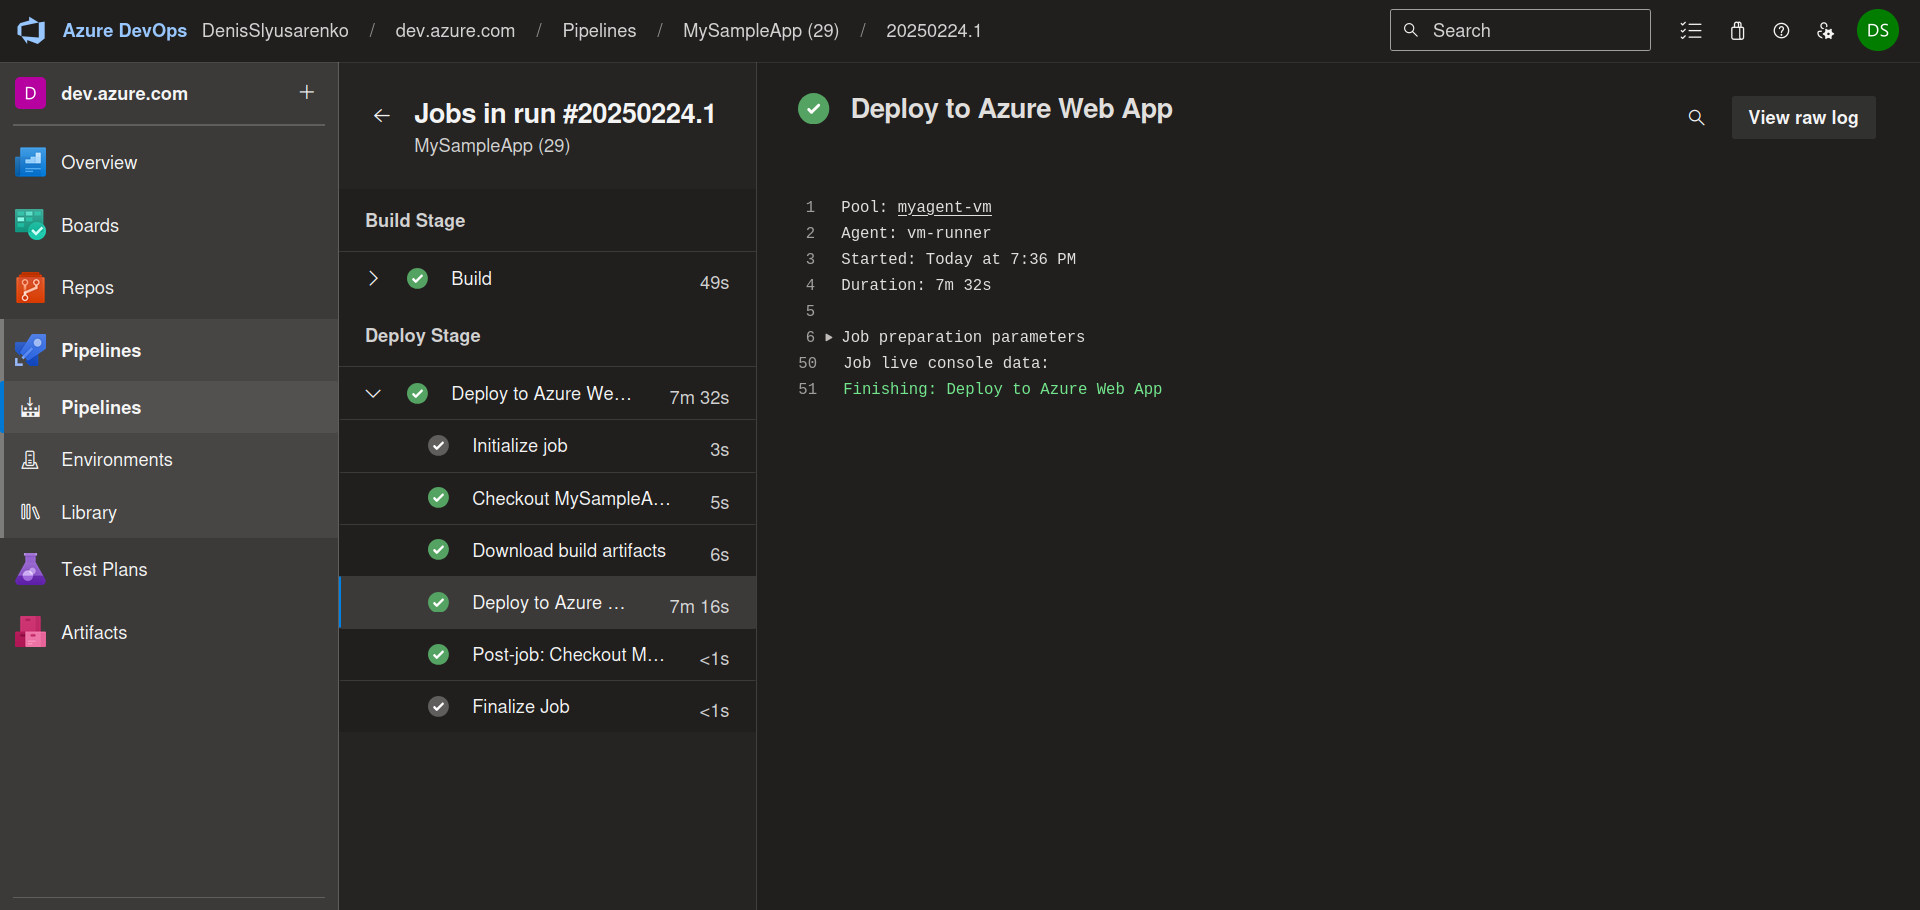 Azure DevOps DenisSlyusarenko / dev.azure.com / Pipelines / MySampleApp (29) / 20250224.1
Search
DS
D dev.azure.com +
Overview
Boards
Repos
Pipelines
Pipelines
Environments
Library
Test Plans
Artifacts
Jobs in run #20250224.1
MySampleApp (29)
Build Stage
Build 49s
Deploy Stage
Deploy to Azure We... 7m 32s
Initialize job 3s
Checkout MySampleA... 5s
Download build artifacts 6s
Deploy to Azure ... 7m 16s
Post-job: Checkout M... <1s
Finalize Job <1s
Deploy to Azure Web App
View raw log
1 Pool: myagent-vm
2 Agent: vm-runner
3 Started: Today at 7:36 PM
4 Duration: 7m 32s
5
6 Job preparation parameters
50 Job live console data:
51 Finishing: Deploy to Azure Web App